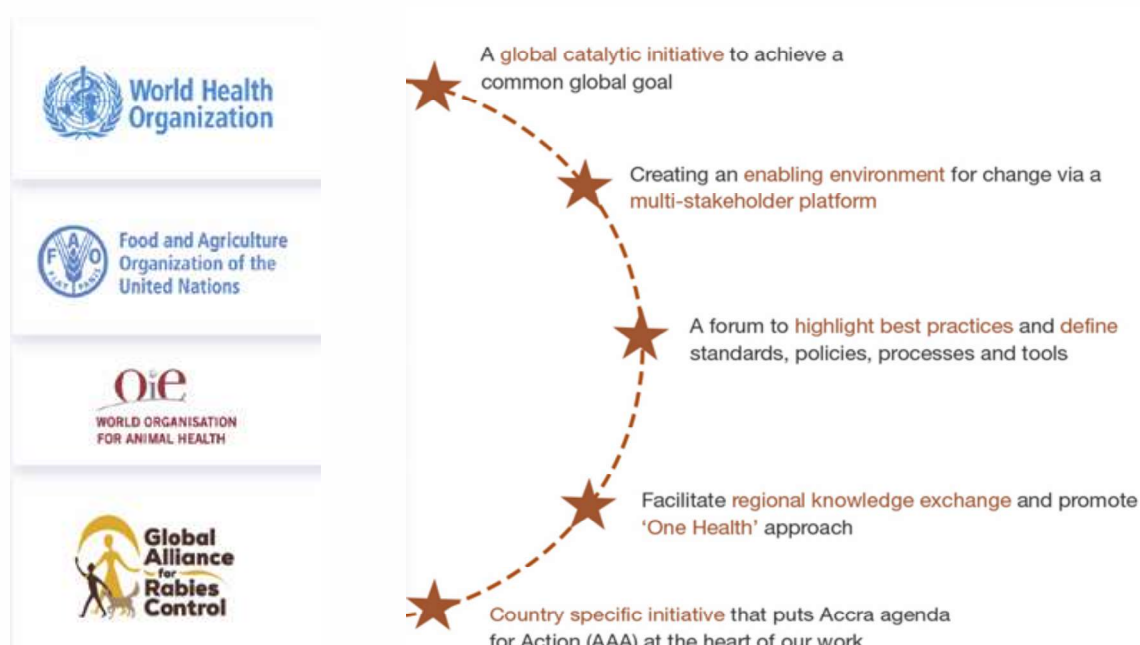 World Health
Organization
F A O
FIAT PANIS
Food and Agriculture
Organization of the
United Nations
Oie
WORLD ORGANISATION
FOR ANIMAL HEALTH
Global
Alliance
for
Rabies
Control
A global catalytic initiative to achieve a
common global goal
Creating an enabling environment for change via a
multi-stakeholder platform
A forum to highlight best practices and define
standards, policies, processes and tools
Facilitate regional knowledge exchange and promote
‘One Health’ approach
Country specific initiative that puts Accra agenda
for Action (AAA) at the heart of our work